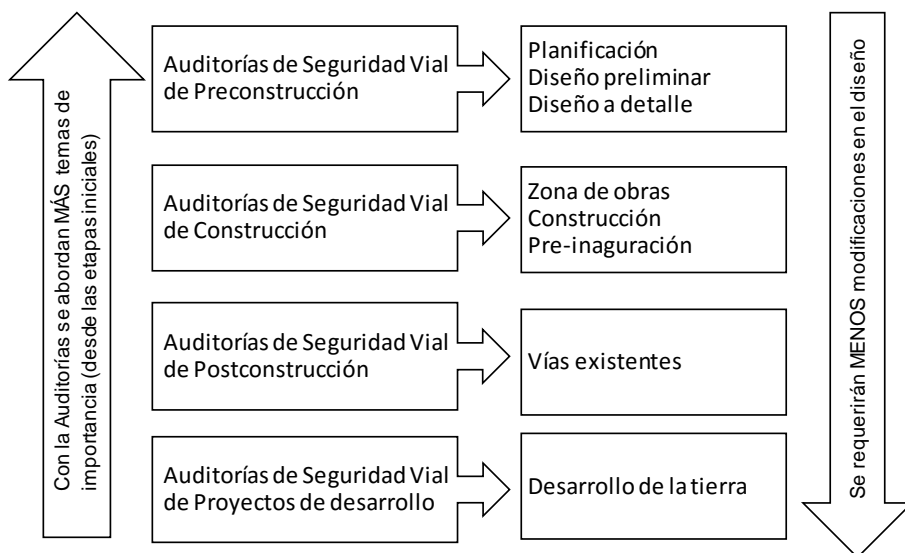 Con la Auditorías se abordan MÁS temas de
importancia (desde las etapas iniciales)
Auditorías de Seguridad Vial
de Preconstrucción
Planificación
Diseño preliminar
Diseño a detalle
Auditorías de Seguridad Vial
de Construcción
Zona de obras
Construcción
Pre-inaguración
Auditorías de Seguridad Vial
de Postconstrucción
Vías existentes
Auditorías de Seguridad Vial
de Proyectos de desarrollo
Desarrollo de la tierra
Se requerirán MENOS modificaciones en el diseño